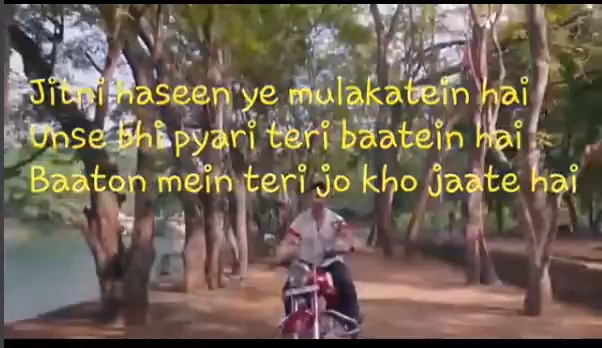 Jitni haseen ye mulakatein hai
Unse bhi pyari teri baatein hai
Baaton mein teri jo kho jaate hai